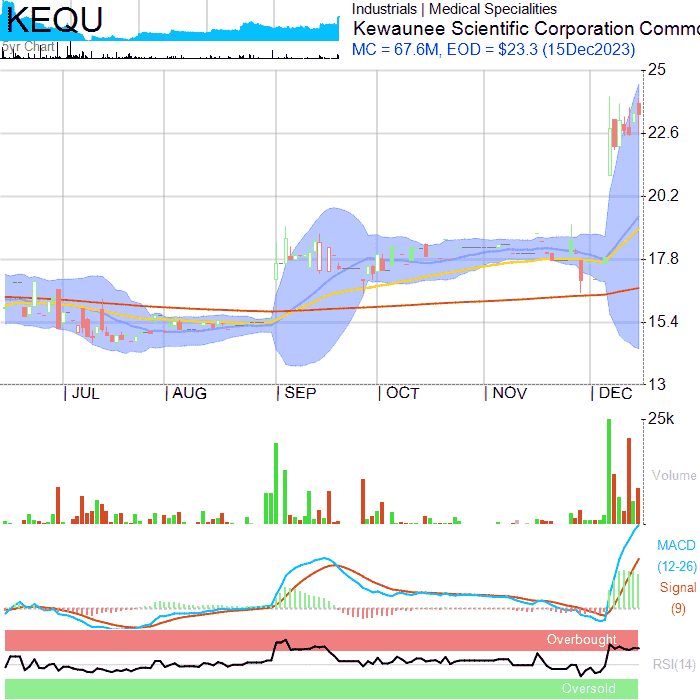 KEQU
5yr Chart
Industrials | Medical Specialities
Kewaunee Scientific Corporation Commo
MC = 67.6M, EOD = $23.3 (15Dec2023)
25
22.6
20.2
17.8
15.4
13
| JUL | AUG | SEP | OCT | NOV | DEC
25k
Volume
MACD
(12-26)
Signal
(9)
Overbought
RSI(14)
Oversold